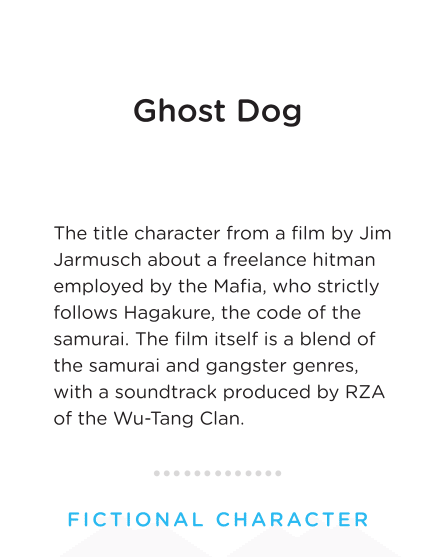 Ghost Dog
The title character from a film by Jim
Jarmusch about a freelance hitman
employed by the Mafia, who strictly
follows Hagakure, the code of the
samurai. The film itself is a blend of
the samurai and gangster genres,
with a soundtrack produced by RZA
of the Wu-Tang Clan.
FICTIONAL CHARACTER